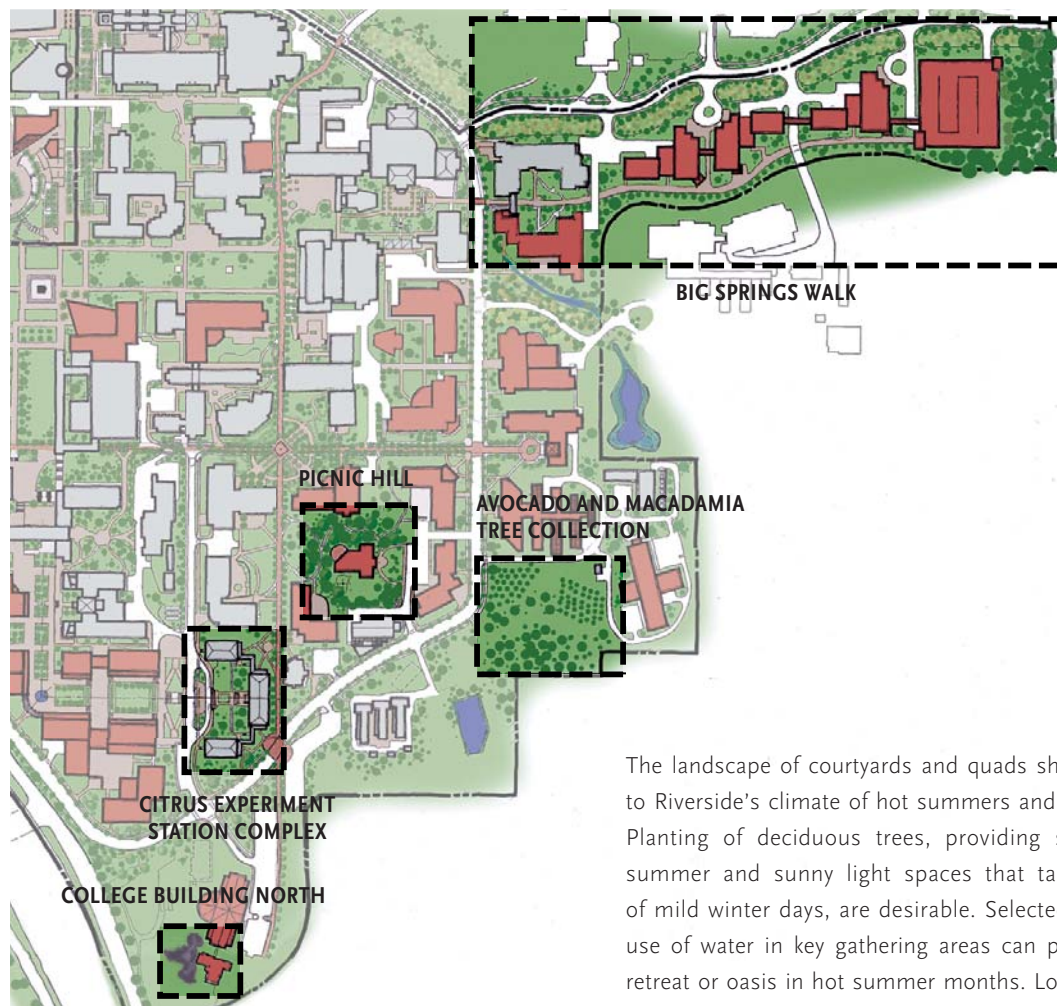 BIG SPRINGS WALK
PICNIC HILL
AVOCADO AND MACADAMIA
TREE COLLECTION
CITRUS EXPERIMENT
STATION COMPLEX
COLLEGE BUILDING NORTH
The landscape of courtyards and quads sh
to Riverside’s climate of hot summers and
Planting of deciduous trees, providing s
summer and sunny light spaces that ta
of mild winter days, are desirable. Selecte
use of water in key gathering areas can p
retreat or oasis in hot summer months. Lo